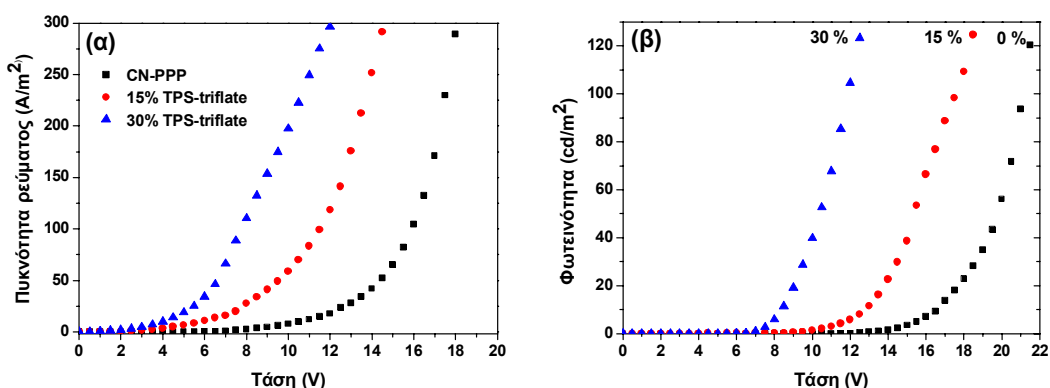 (α)
300
250
200
150
100
50
0
CN-PPP
15% TPS-triflate
30% TPS-triflate
Πυκνότητα ρεύματος (A/m²)
0 2 4 6 8 10 12 14 16 18 20
Τάση (V)
(β)
30 % 15 % 0 %
120
100
80
60
40
20
0
Φωτεινότητα (cd/m²)
0 2 4 6 8 10 12 14 16 18 20 22
Τάση (V)